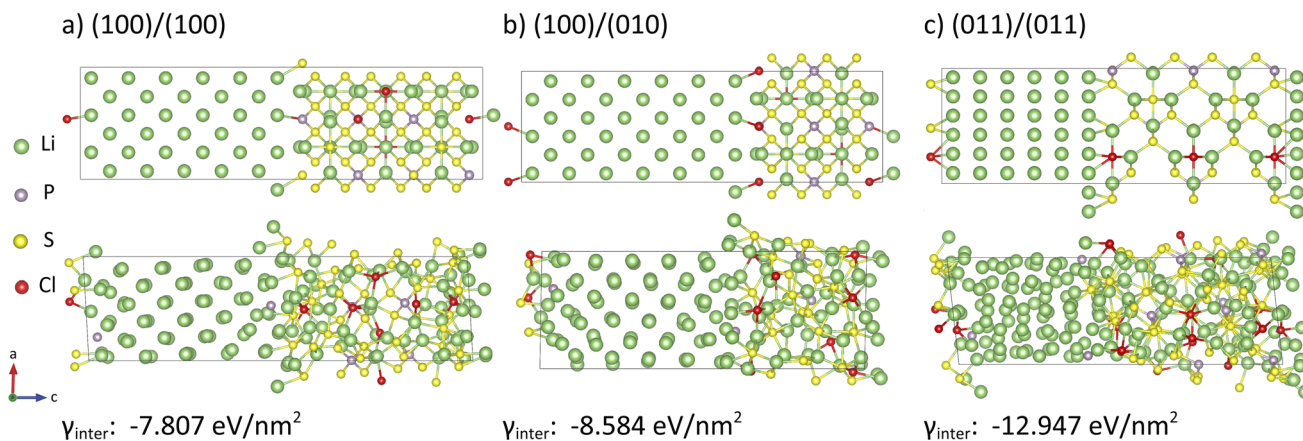 a) (100)/(100)
b) (100)/(010)
c) (011)/(011)
Li
P
S
Cl
a
c
γinter: -7.807 eV/nm²
γinter: -8.584 eV/nm²
γinter: -12.947 eV/nm²